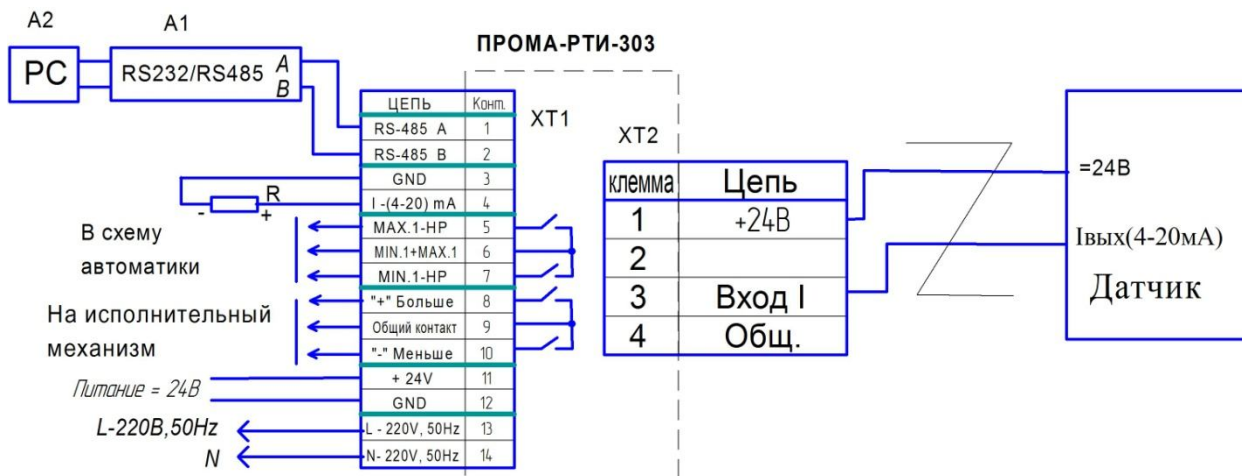 A2
A1
ПРОМА-РТИ-303
PC
RS232/RS485
A
B
ЦЕПЬ Конт.
RS-485 A 1
RS-485 B 2
GND 3
I -(4-20) mA 4
MAX.1-HP 5
MIN.1+MAX.1 6
MIN.1-HP 7
"+" Больше 8
Общий контакт 9
"-" Меньше 10
+ 24V 11
GND 12
L - 220V, 50Hz 13
N- 220V, 50Hz 14
XT1
R
- +
В схему
автоматики
На исполнительный
механизм
Питание = 24В
L-220В,50Hz
N
XT2
клемма Цепь
1 +24В
2
3 Вход I
4 Общ.
=24В
Iвых(4-20мА)
Датчик